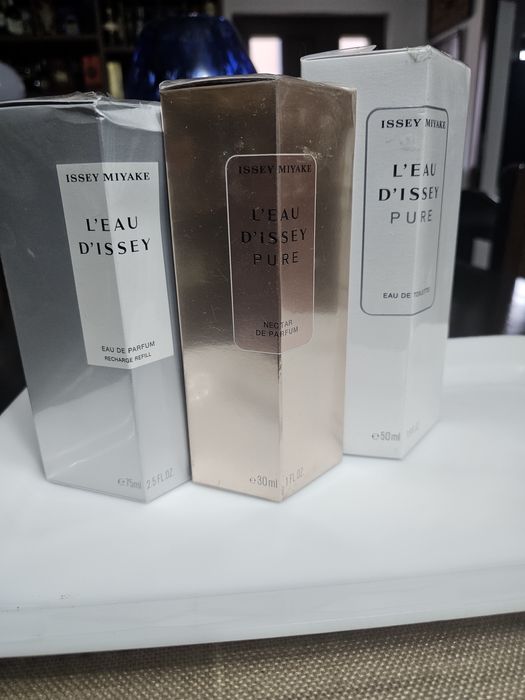 ISSEY MIYAKE
L'EAU
D'ISSEY
EAU DE PARFUM
RECHARGE REFILL
℮75ml 2.5 FL.OZ.
ISSEY MIYAKE
L'EAU
D'ISSEY
PURE
NECTAR
DE PARFUM
℮30ml 1 FL.OZ.
ISSEY MIYAKE
L'EAU
D'ISSEY
PURE
EAU DE TOILETTE
℮50ml